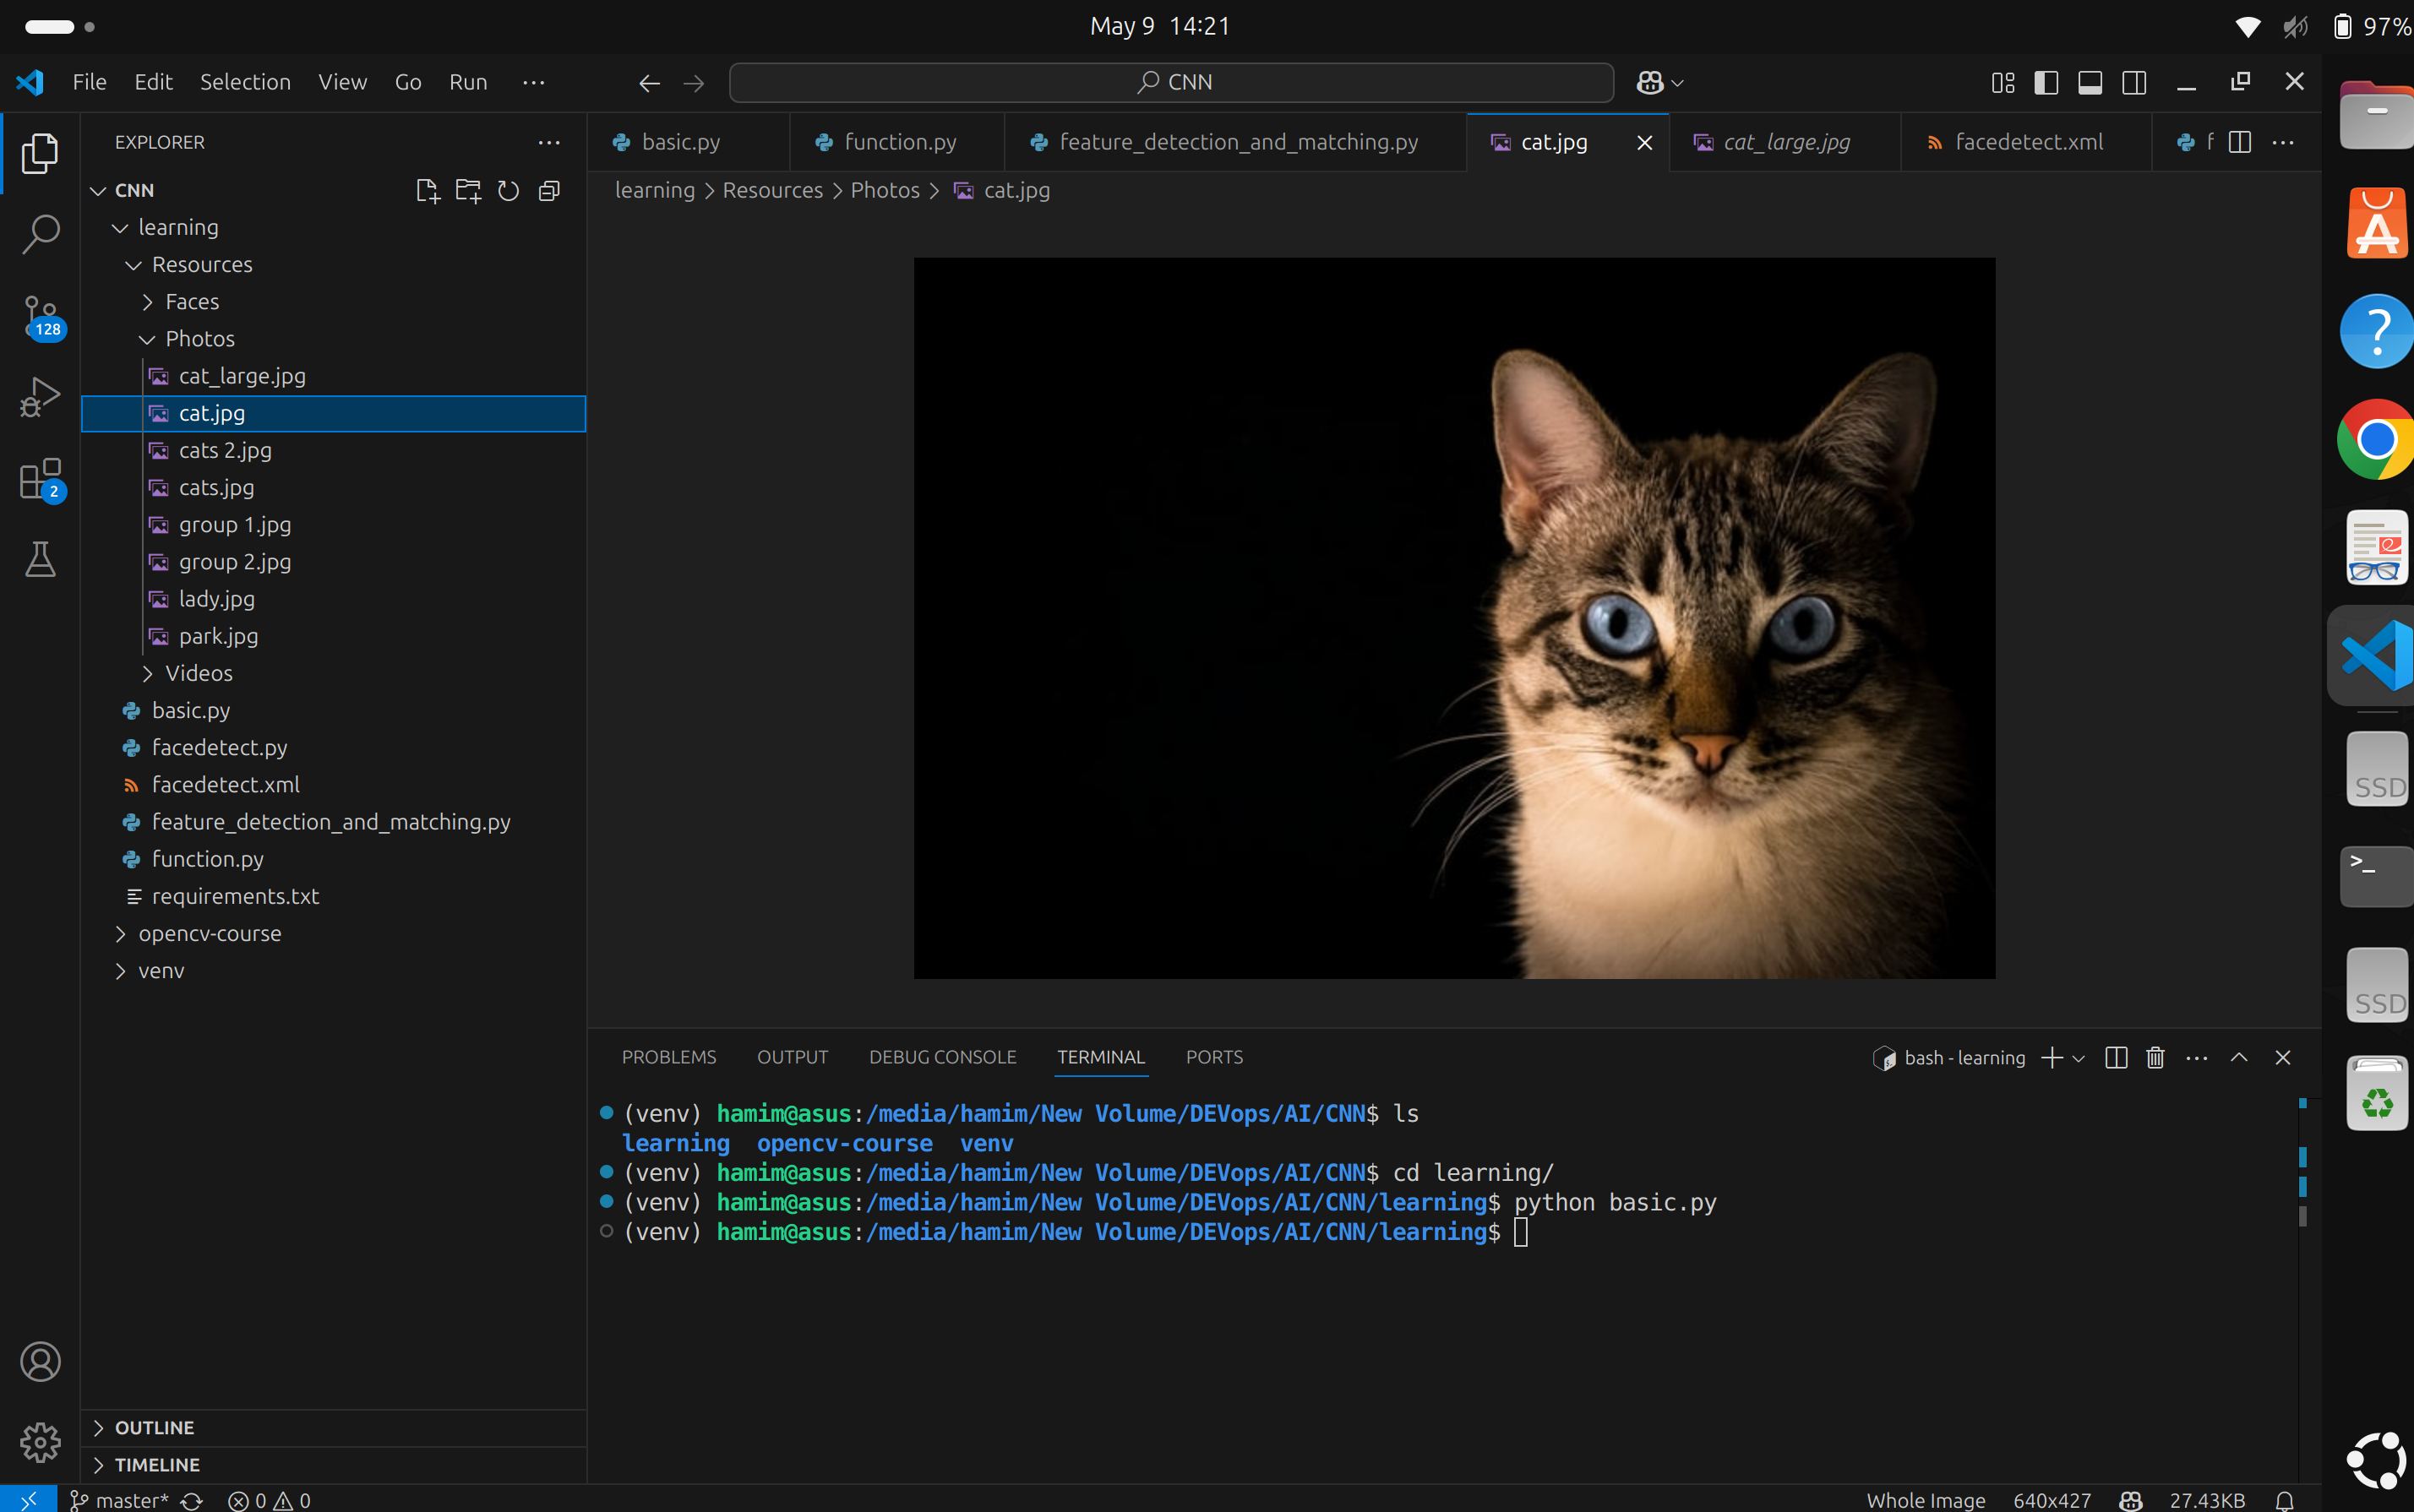 May 9 14:21
97%
File Edit Selection View Go Run ···
CNN
EXPLORER
CNN
learning
Resources
Faces
Photos
cat_large.jpg
cat.jpg
cats 2.jpg
cats.jpg
group 1.jpg
group 2.jpg
lady.jpg
park.jpg
Videos
basic.py
facedetect.py
facedetect.xml
feature_detection_and_matching.py
function.py
requirements.txt
opencv-course
venv
OUTLINE
TIMELINE
128
2
basic.py function.py feature_detection_and_matching.py cat.jpg cat_large.jpg facedetect.xml f
learning > Resources > Photos > cat.jpg
PROBLEMS OUTPUT DEBUG CONSOLE TERMINAL PORTS
bash - learning
(venv) hamim@asus:/media/hamim/New Volume/DEVops/AI/CNN$ ls
learning opencv-course venv
(venv) hamim@asus:/media/hamim/New Volume/DEVops/AI/CNN$ cd learning/
(venv) hamim@asus:/media/hamim/New Volume/DEVops/AI/CNN/learning$ python basic.py
(venv) hamim@asus:/media/hamim/New Volume/DEVops/AI/CNN/learning$
master* 0 0
Whole Image 640x427 27.43KB
A
?
SSD
>_
SSD